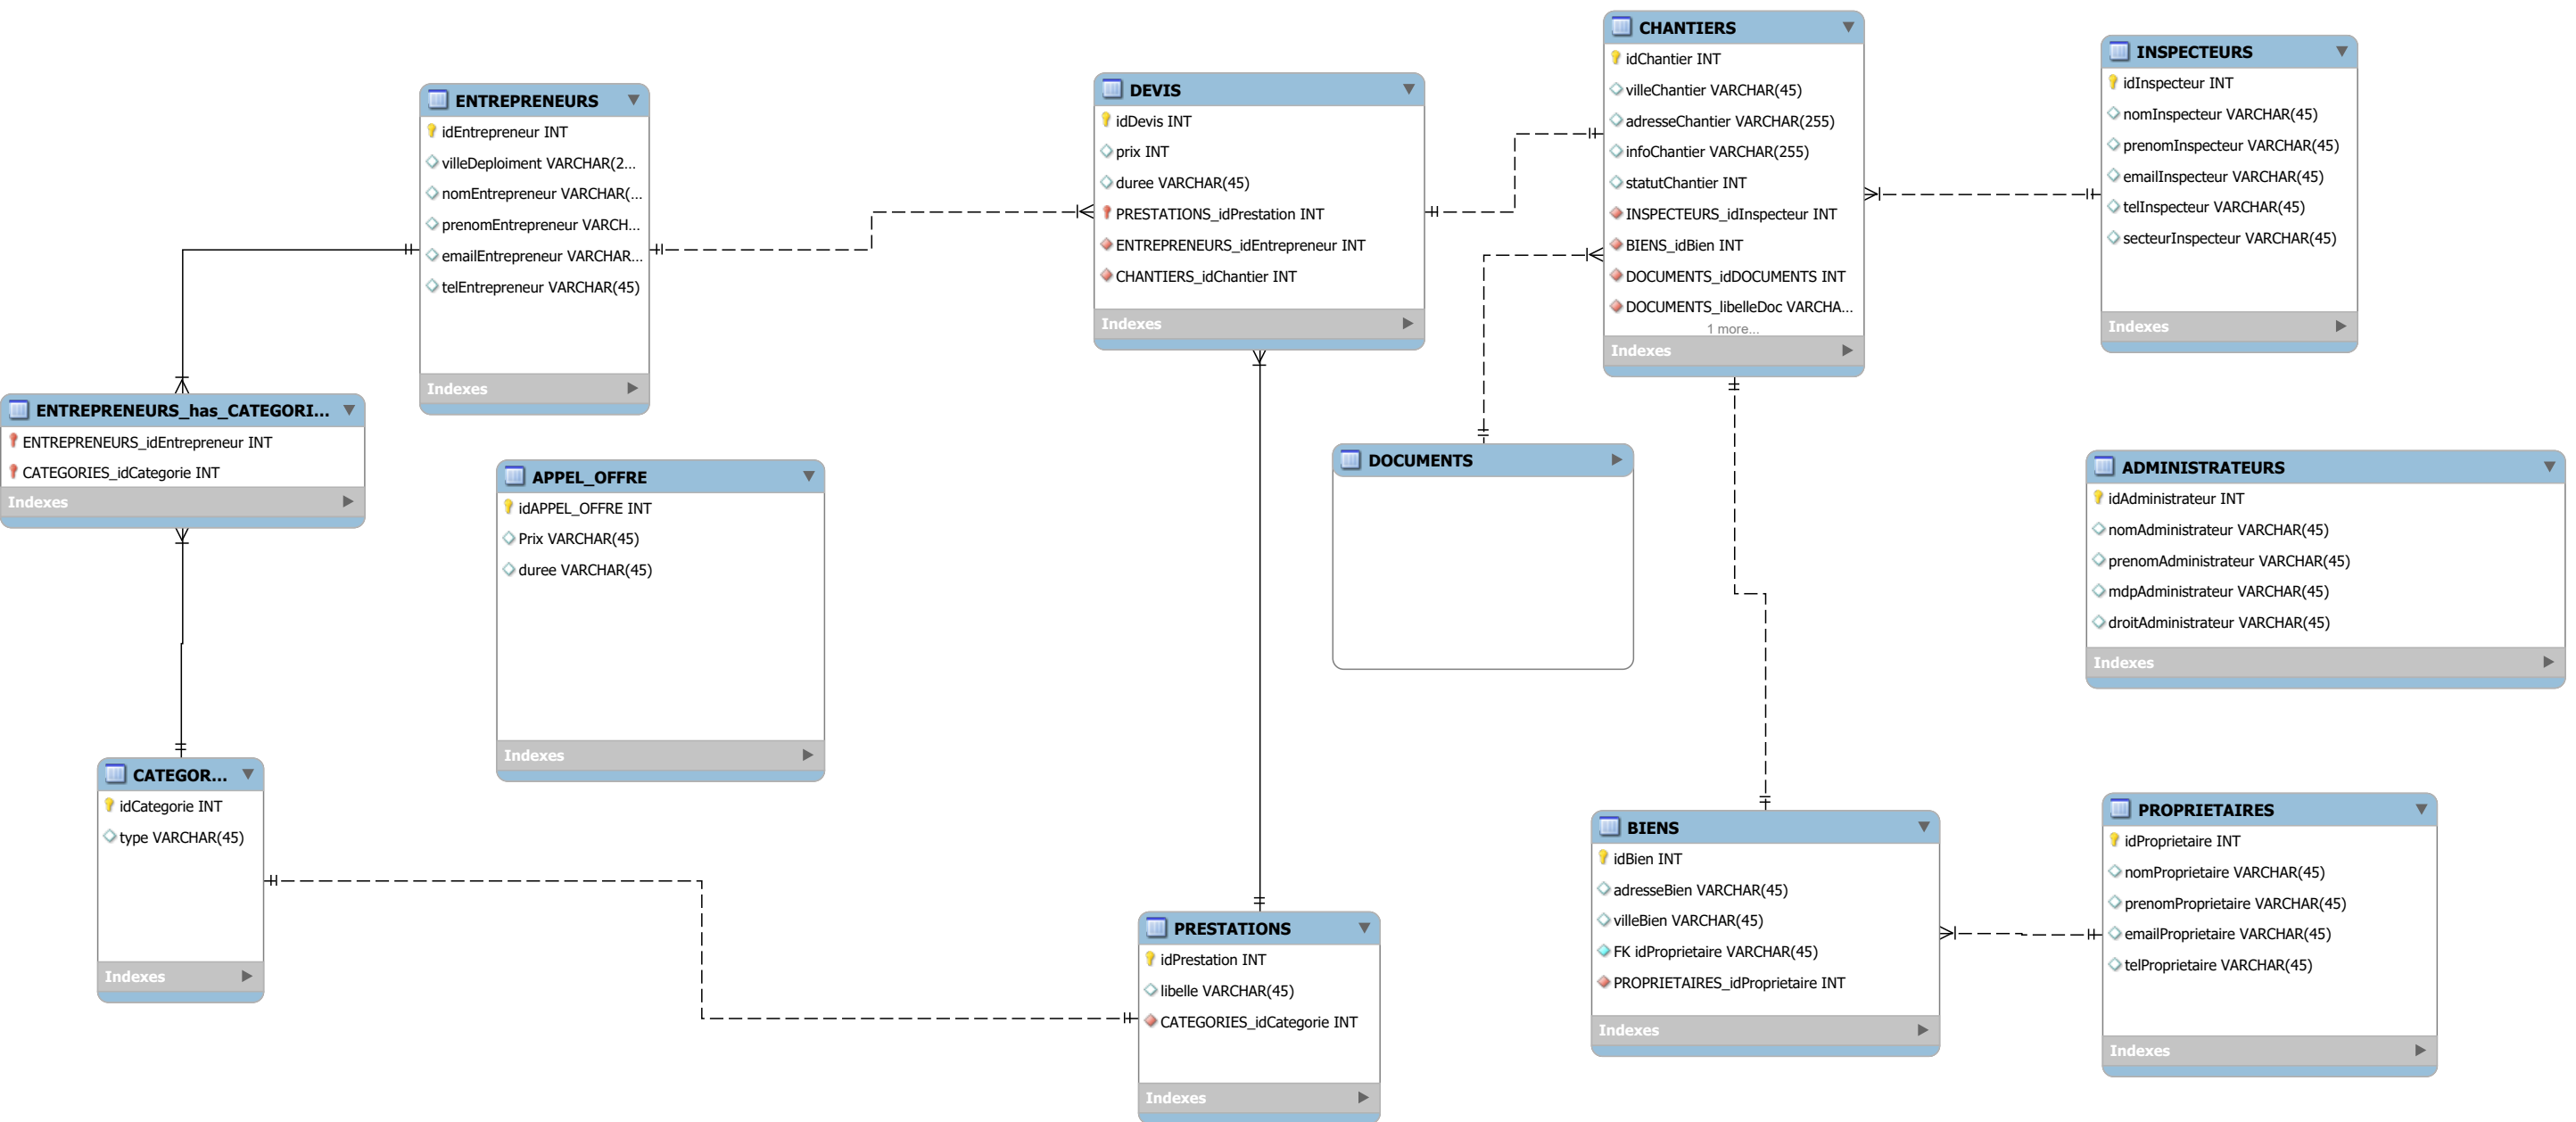 ENTREPRENEURS
idEntrepreneur INT
villeDeploiment VARCHAR(2...
nomEntrepreneur VARCHAR(...
prenomEntrepreneur VARCH...
emailEntrepreneur VARCHAR...
telEntrepreneur VARCHAR(45)
Indexes
DEVIS
idDevis INT
prix INT
duree VARCHAR(45)
PRESTATIONS_idPrestation INT
ENTREPRENEURS_idEntrepreneur INT
CHANTIERS_idChantier INT
Indexes
CHANTIERS
idChantier INT
villeChantier VARCHAR(45)
adresseChantier VARCHAR(255)
infoChantier VARCHAR(255)
statutChantier INT
INSPECTEURS_idInspecteur INT
BIENS_idBien INT
DOCUMENTS_idDOCUMENTS INT
DOCUMENTS_libelleDoc VARCHA...
1 more...
Indexes
INSPECTEURS
idInspecteur INT
nomInspecteur VARCHAR(45)
prenomInspecteur VARCHAR(45)
emailInspecteur VARCHAR(45)
telInspecteur VARCHAR(45)
secteurInspecteur VARCHAR(45)
Indexes
ENTREPRENEURS_has_CATEGORI...
ENTREPRENEURS_idEntrepreneur INT
CATEGORIES_idCategorie INT
Indexes
APPEL_OFFRE
idAPPEL_OFFRE INT
Prix VARCHAR(45)
duree VARCHAR(45)
Indexes
DOCUMENTS
ADMINISTRATEURS
idAdministrateur INT
nomAdministrateur VARCHAR(45)
prenomAdministrateur VARCHAR(45)
mdpAdministrateur VARCHAR(45)
droitAdministrateur VARCHAR(45)
Indexes
CATEGOR...
idCategorie INT
type VARCHAR(45)
Indexes
PRESTATIONS
idPrestation INT
libelle VARCHAR(45)
CATEGORIES_idCategorie INT
Indexes
BIENS
idBien INT
adresseBien VARCHAR(45)
villeBien VARCHAR(45)
FK idProprietaire VARCHAR(45)
PROPRIETAIRES_idProprietaire INT
Indexes
PROPRIETAIRES
idProprietaire INT
nomProprietaire VARCHAR(45)
prenomProprietaire VARCHAR(45)
emailProprietaire VARCHAR(45)
telProprietaire VARCHAR(45)
Indexes